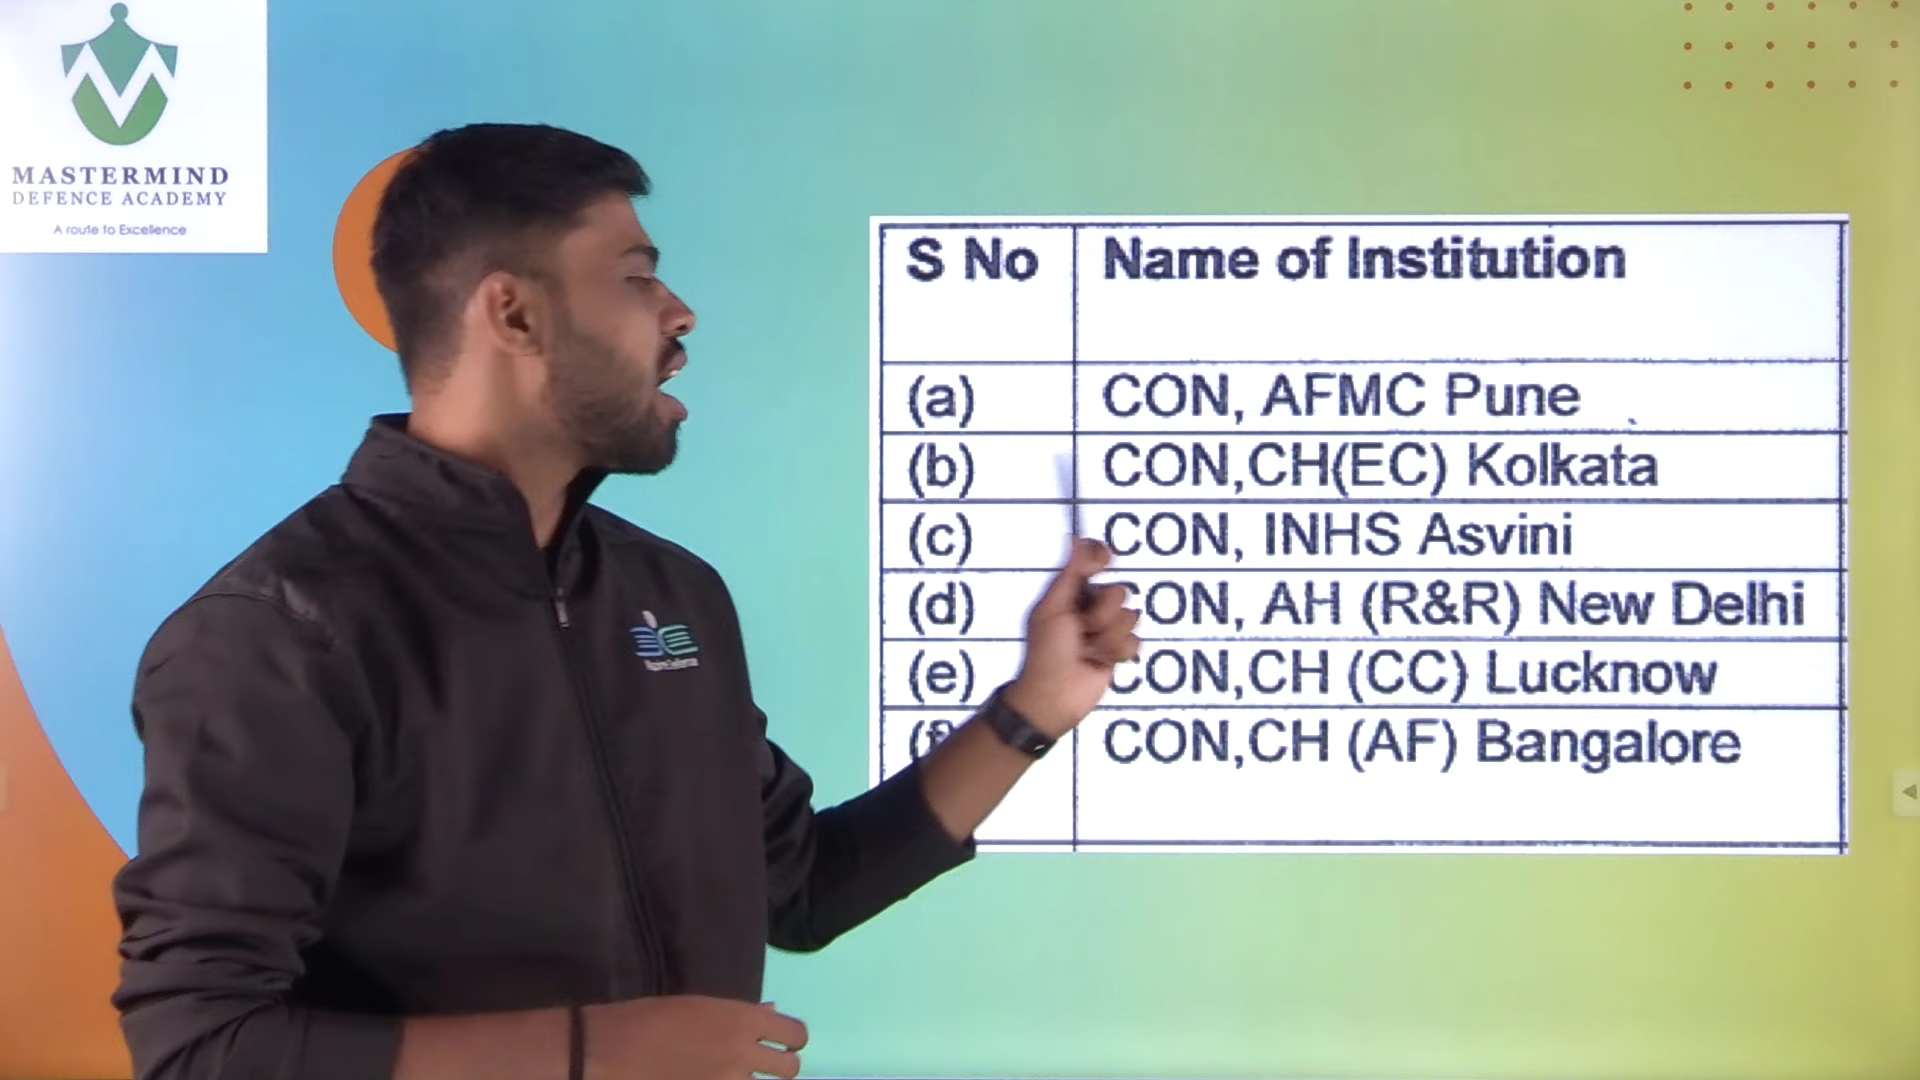 MASTERMIND
DEFENCE ACADEMY
A route to Excellence
S No Name of Institution
(a) CON, AFMC Pune
(b) CON,CH(EC) Kolkata
(c) CON, INHS Asvini
(d) CON, AH (R&R) New Delhi
(e) CON,CH (CC) Lucknow
(f) CON,CH (AF) Bangalore